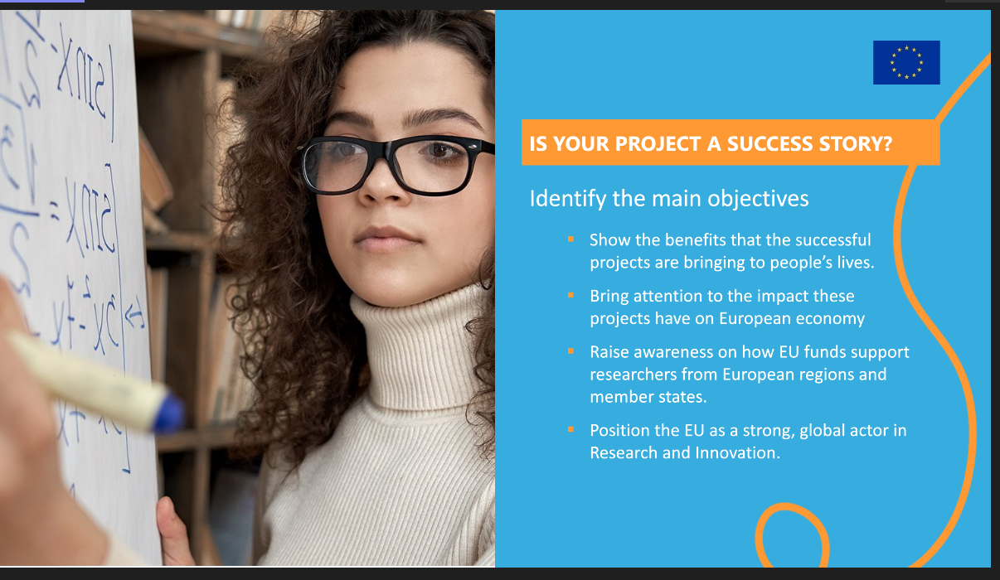 IS YOUR PROJECT A SUCCESS STORY?
Identify the main objectives
Show the benefits that the successful
projects are bringing to people's lives.
Bring attention to the impact these
projects have on European economy
Raise awareness on how EU funds support
researchers from European regions and
member states.
Position the EU as a strong, global actor in
Research and Innovation.